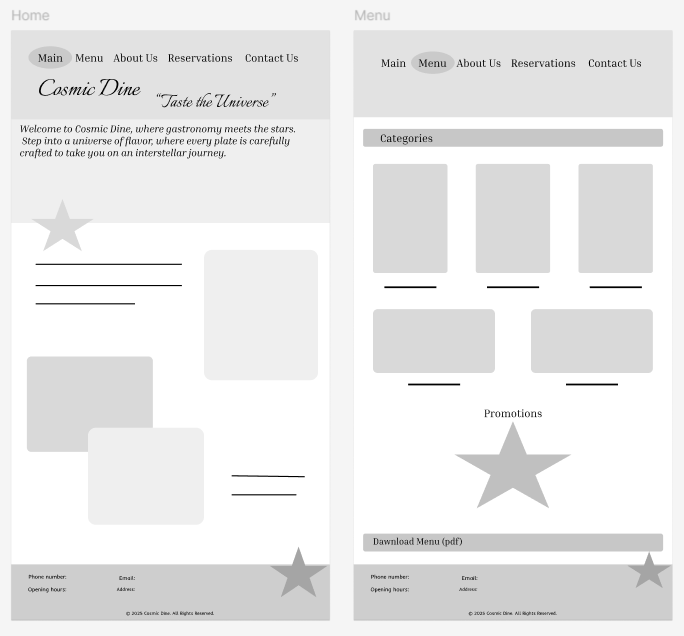 Home
Main Menu About Us Reservations Contact Us
Cosmic Dine
“Taste the Universe”
Welcome to Cosmic Dine, where gastronomy meets the stars.
Step into a universe of flavor, where every plate is carefully
crafted to take you on an interstellar journey.
Phone number: Email:
Opening hours: Address:
© 2025 Cosmic Dine. All Rights Reserved.
Menu
Main Menu About Us Reservations Contact Us
Categories
Promotions
Dawnload Menu (pdf)
Phone number: Email:
Opening hours: Address:
© 2025 Cosmic Dine. All Rights Reserved.